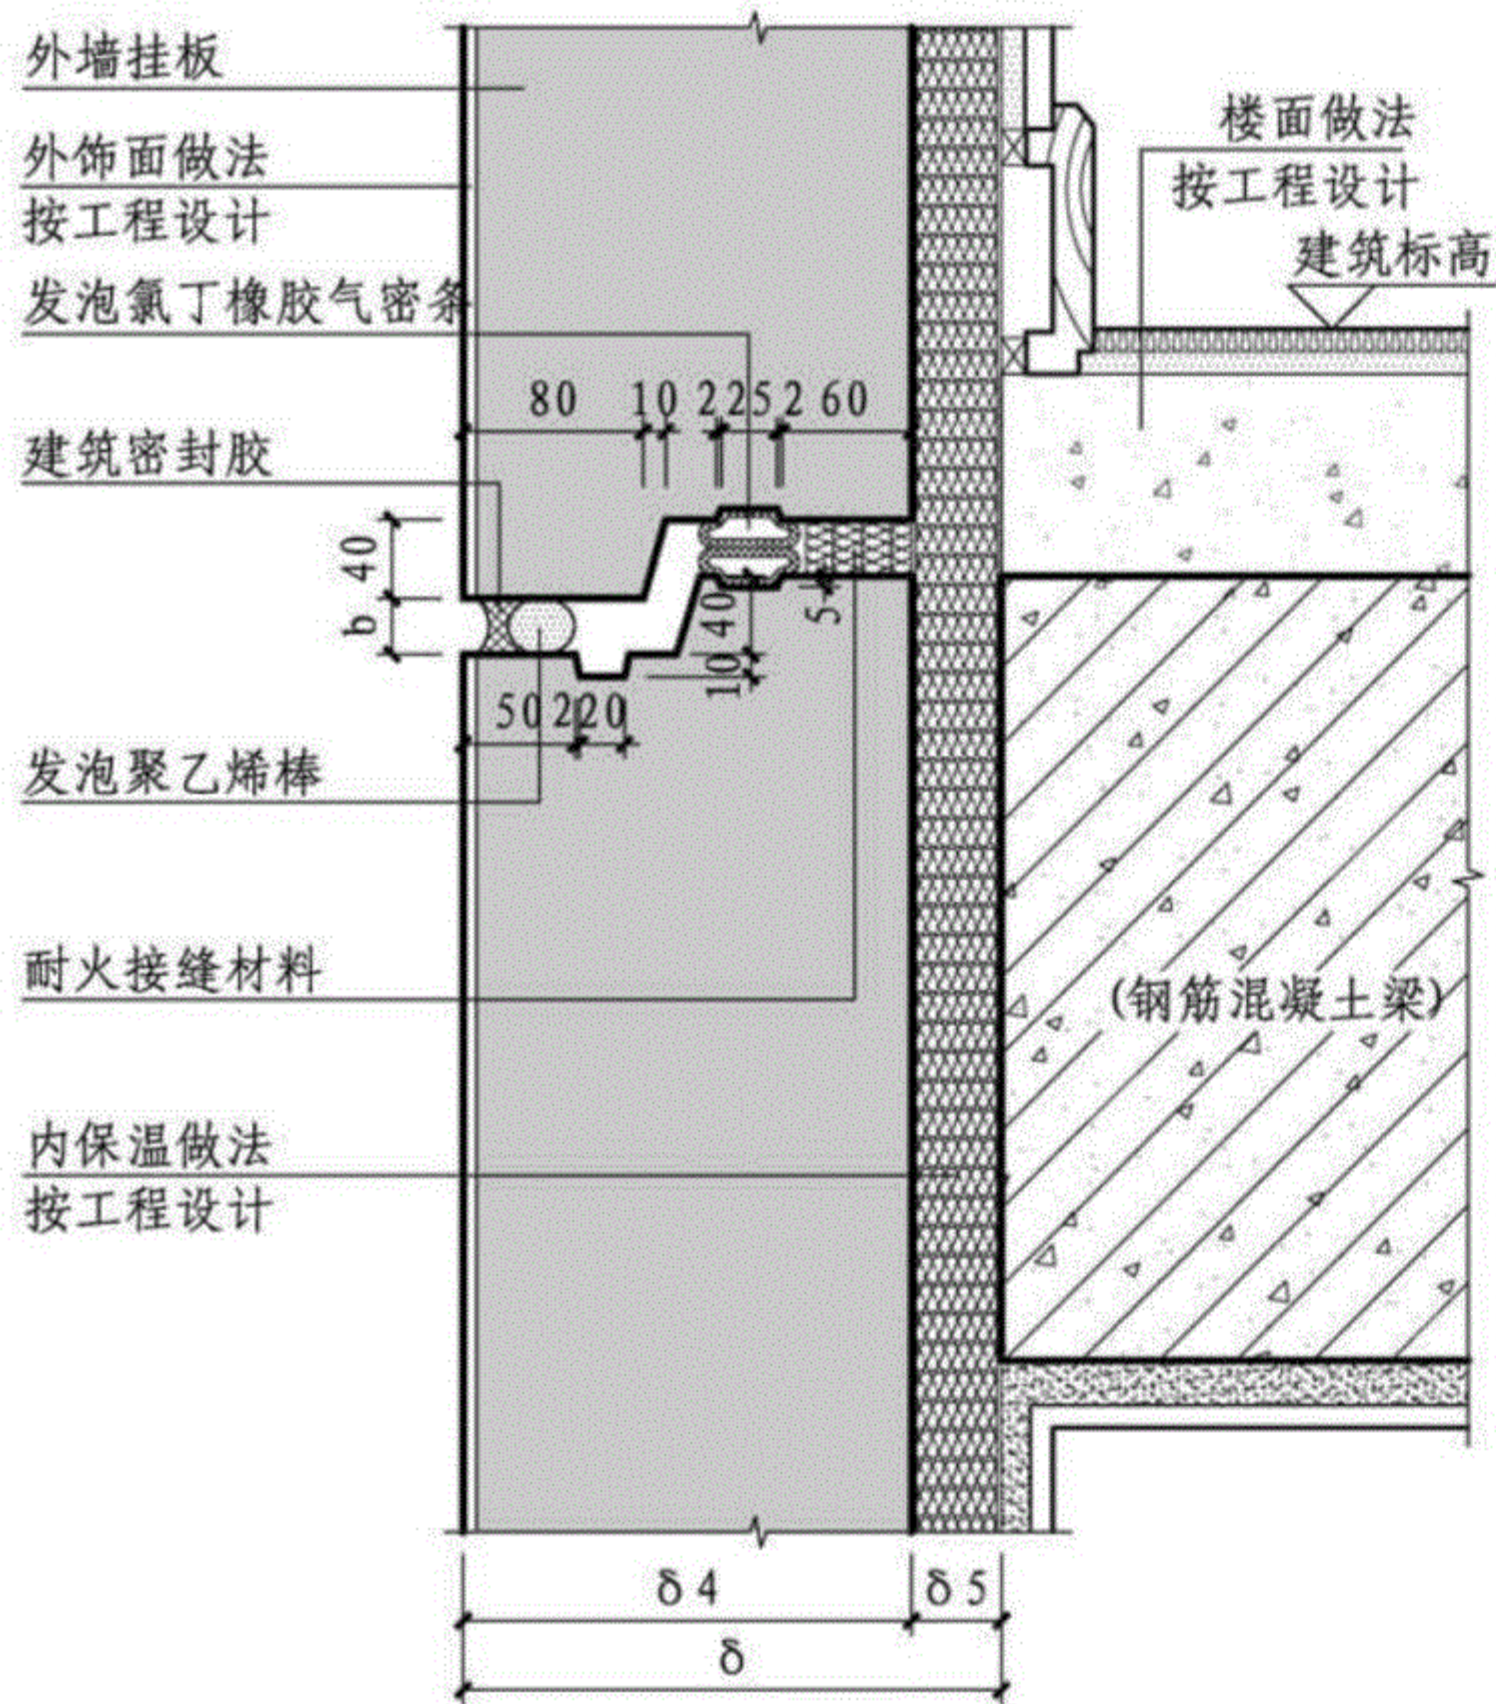 外墙挂板
外饰面做法
按工程设计
发泡氯丁橡胶气密条
建筑密封胶
发泡聚乙烯棒
耐火接缝材料
内保温做法
按工程设计
楼面做法
按工程设计
建筑标高
80 10 2 25 2 60
40
b
40
10
5
50 2 20
(钢筋混凝土梁)
δ4 δ5
δ